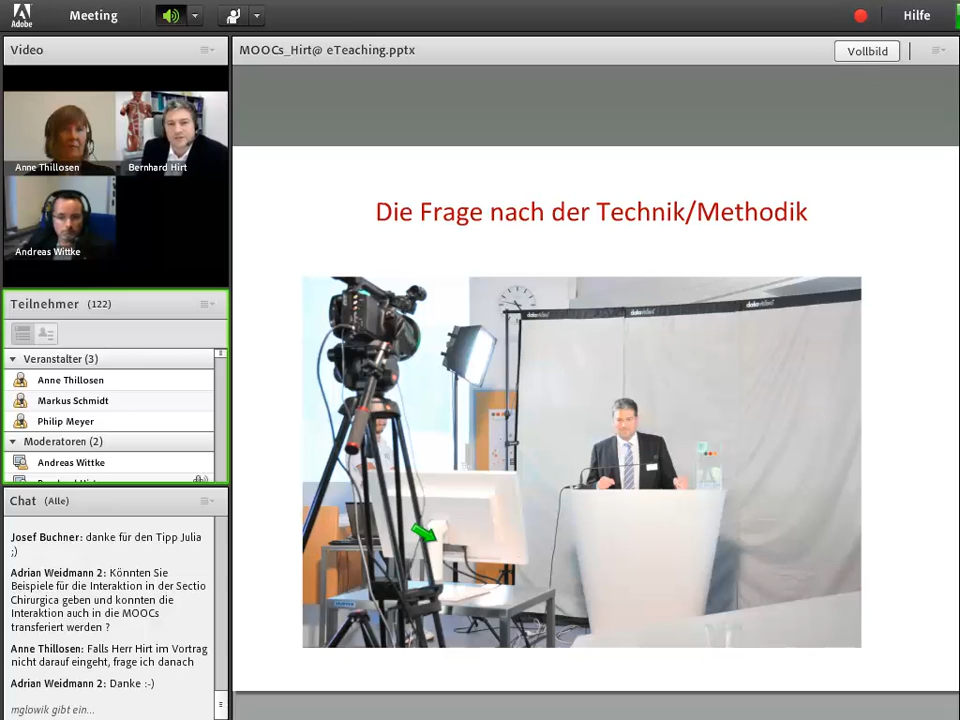 Adobe
Meeting
Hilfe
Video
MOOCs_Hirt@ eTeaching.pptx
Vollbild
Anne Thillosen
Bernhard Hirt
Andreas Wittke
Die Frage nach der Technik/Methodik
datavideo
datavideo
datavideo
Teilnehmer (122)
Veranstalter (3)
Anne Thillosen
Markus Schmidt
Philip Meyer
Moderatoren (2)
Andreas Wittke
Chat (Alle)
Josef Buchner: danke für den Tipp Julia
;)
Adrian Weidmann 2: Könnten Sie
Beispiele für die Interaktion in der Sectio
Chirurgica geben und konnten die
Interaktion auch in die MOOCs
transferiert werden ?
Anne Thillosen: Falls Herr Hirt im Vortrag
nicht darauf eingeht, frage ich danach
Adrian Weidmann 2: Danke :-)
mglowik gibt ein...